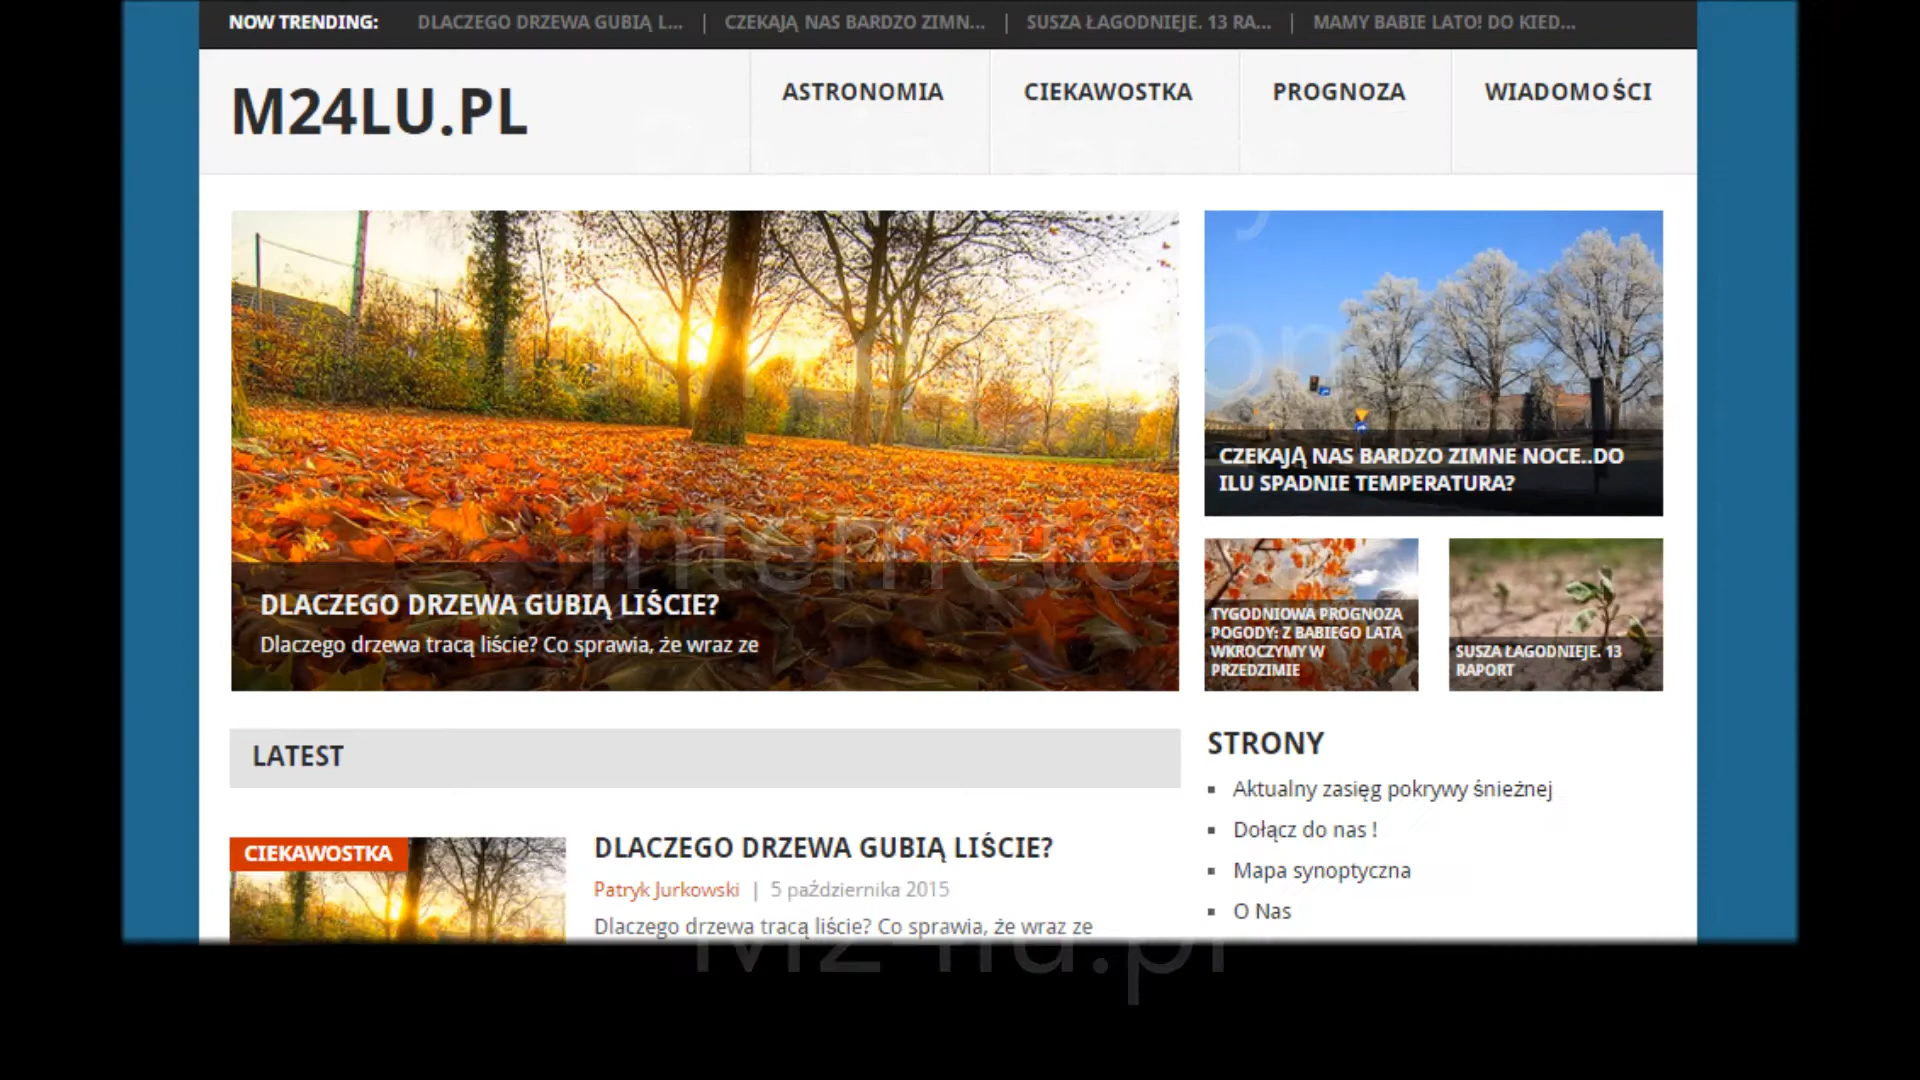 NOW TRENDING: DLACZEGO DRZEWA GUBIĄ L... | CZEKAJĄ NAS BARDZO ZIMN... | SUSZA ŁAGODNIEJE. 13 RA... | MAMY BABIE LATO! DO KIED...
M24LU.PL
ASTRONOMIA
CIEKAWOSTKA
PROGNOZA
WIADOMOŚCI
DLACZEGO DRZEWA GUBIĄ LIŚCIE?
Dlaczego drzewa tracą liście? Co sprawia, że wraz ze
CZEKAJĄ NAS BARDZO ZIMNE NOCE..DO
ILU SPADNIE TEMPERATURA?
TYGODNIOWA PROGNOZA
POGODY: Z BABIEGO LATA
WKROCZYMY W
PRZEDZIMIE
SUSZA ŁAGODNIEJE. 13
RAPORT
LATEST
CIEKAWOSTKA
DLACZEGO DRZEWA GUBIĄ LIŚCIE?
Patryk Jurkowski | 5 października 2015
Dlaczego drzewa tracą liście? Co sprawia, że wraz ze
STRONY
Aktualny zasięg pokrywy śnieżnej
Dołącz do nas !
Mapa synoptyczna
O Nas